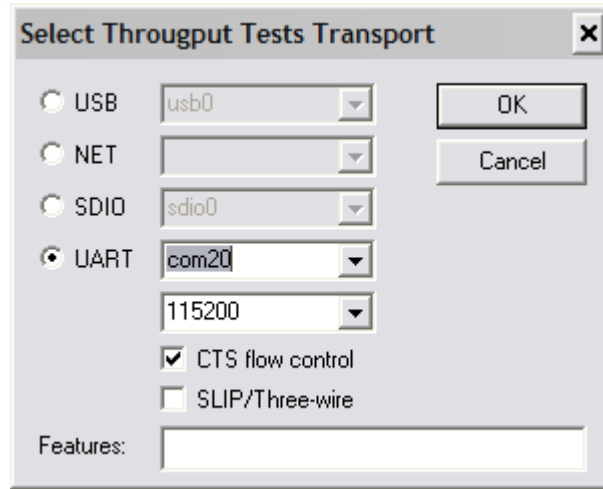 Select Througput Tests Transport
USB usb0 OK
NET Cancel
SDIO sdio0
UART com20
115200
CTS flow control
SLIP/Three-wire
Features: